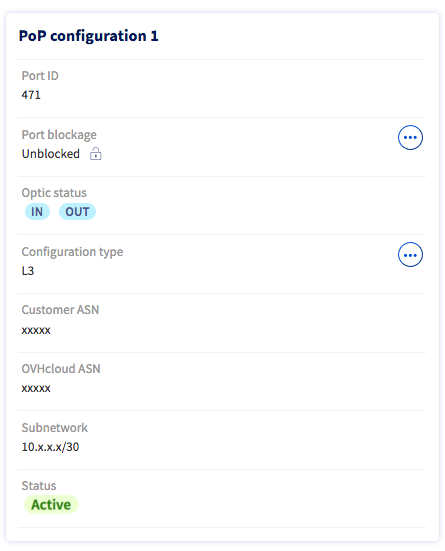 PoP configuration 1
Port ID
471
Port blockage
Unblocked
Optic status
IN OUT
Configuration type
L3
Customer ASN
xxxxx
OVHcloud ASN
xxxxx
Subnetwork
10.x.x.x/30
Status
Active